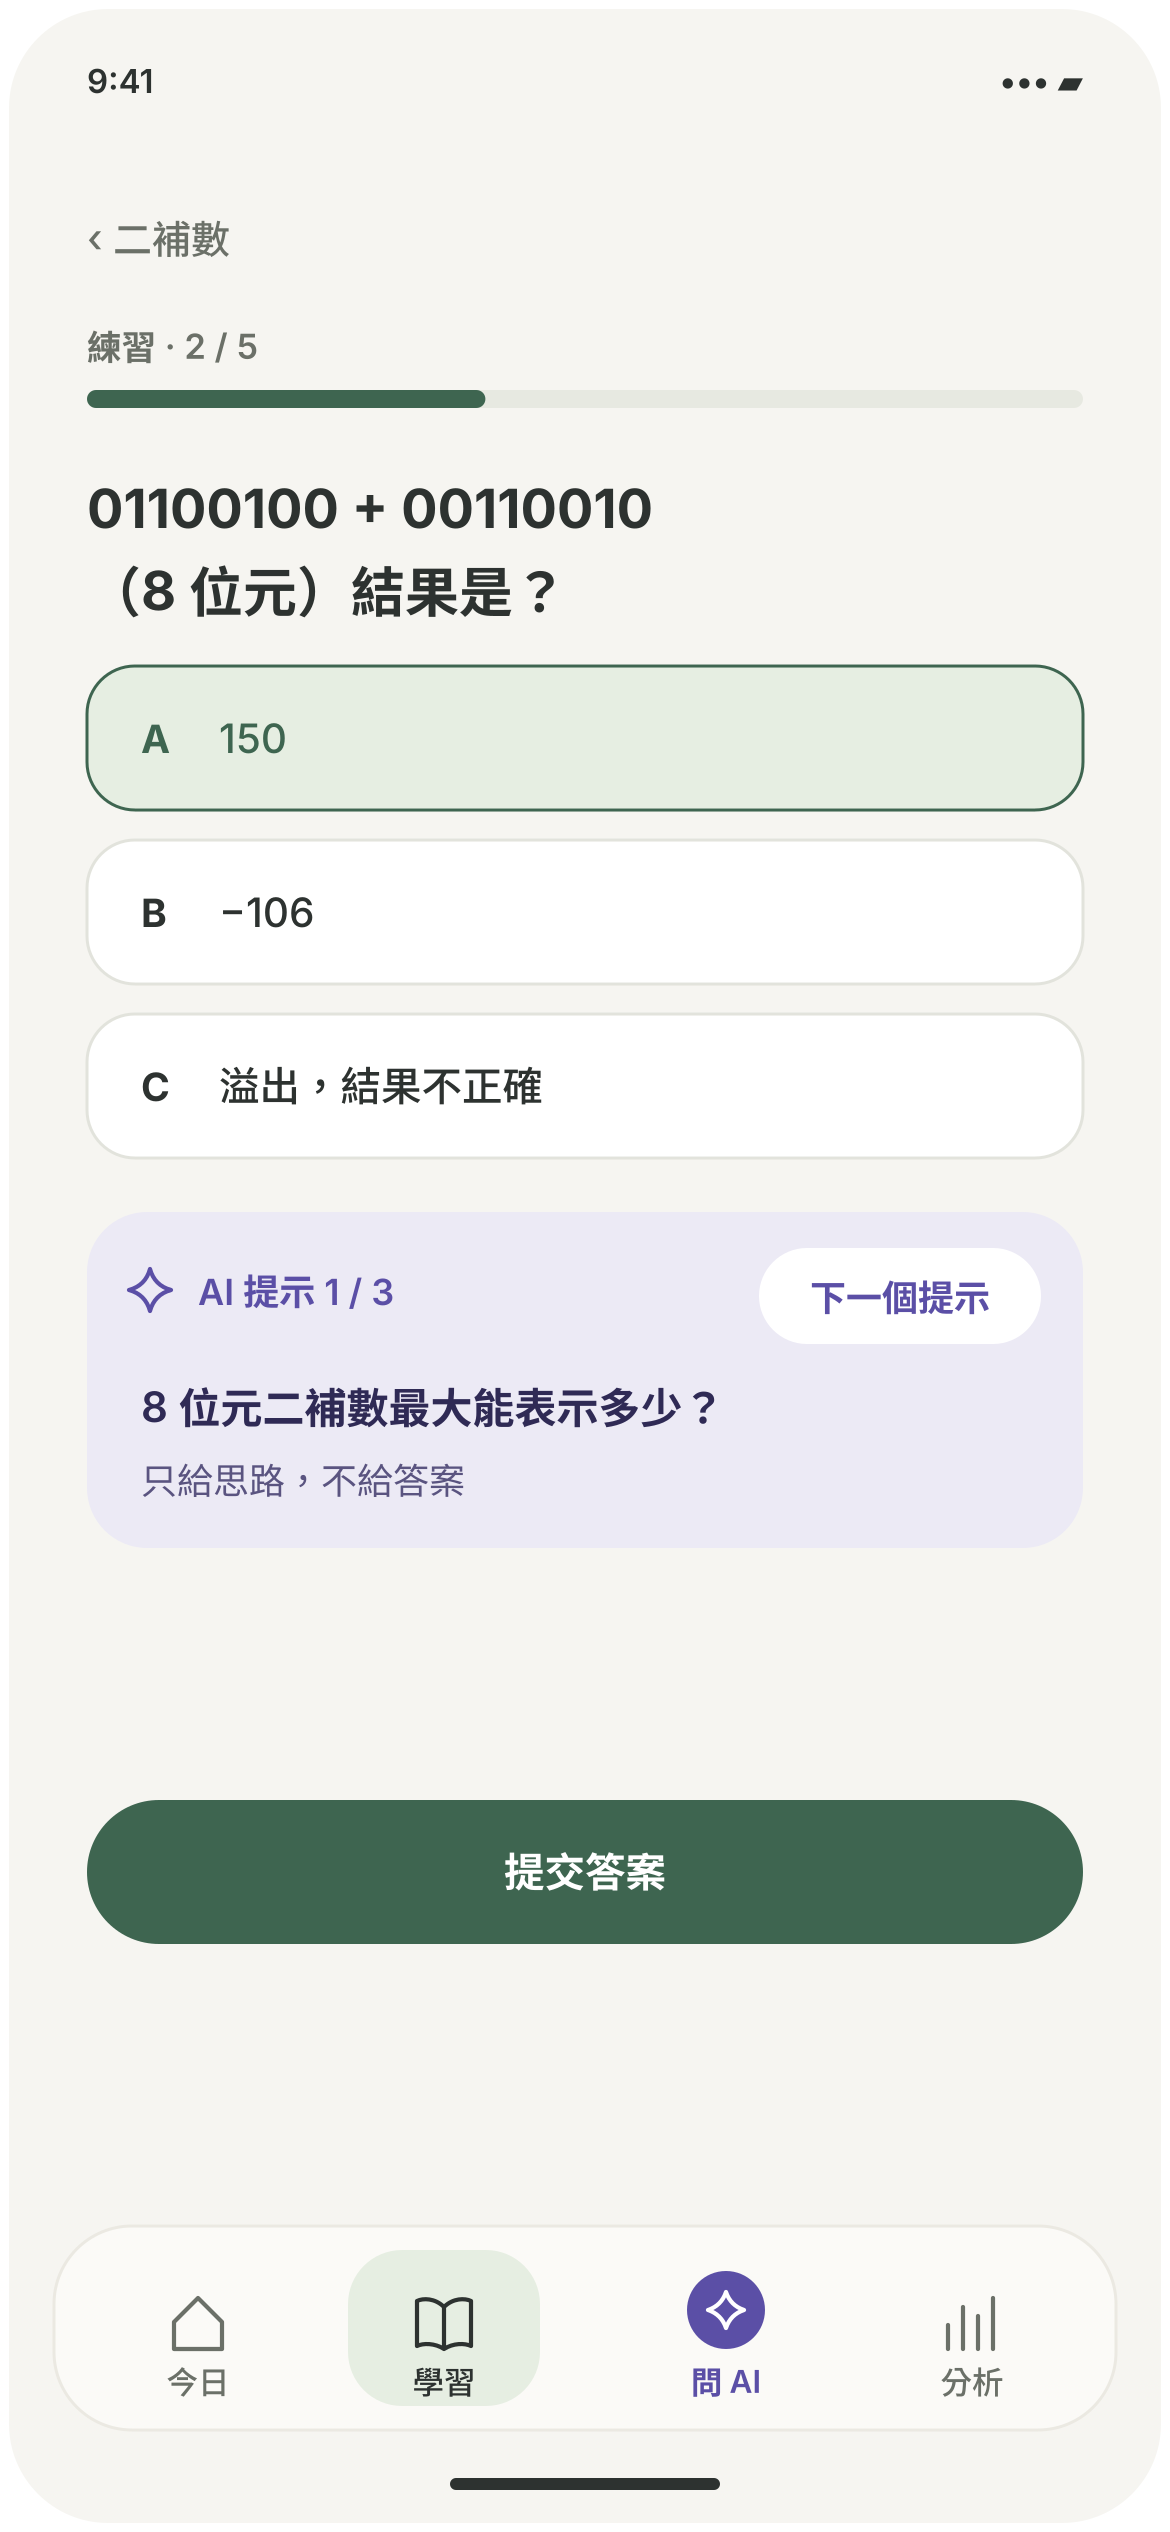 9:41
‹ 二補數
練習 · 2 / 5
01100100 + 00110010
（8 位元）結果是？
A 150
B −106
C 溢出，結果不正確
AI 提示 1 / 3
下一個提示
8 位元二補數最大能表示多少？
只給思路，不給答案
提交答案
今日
學習
問 AI
分析